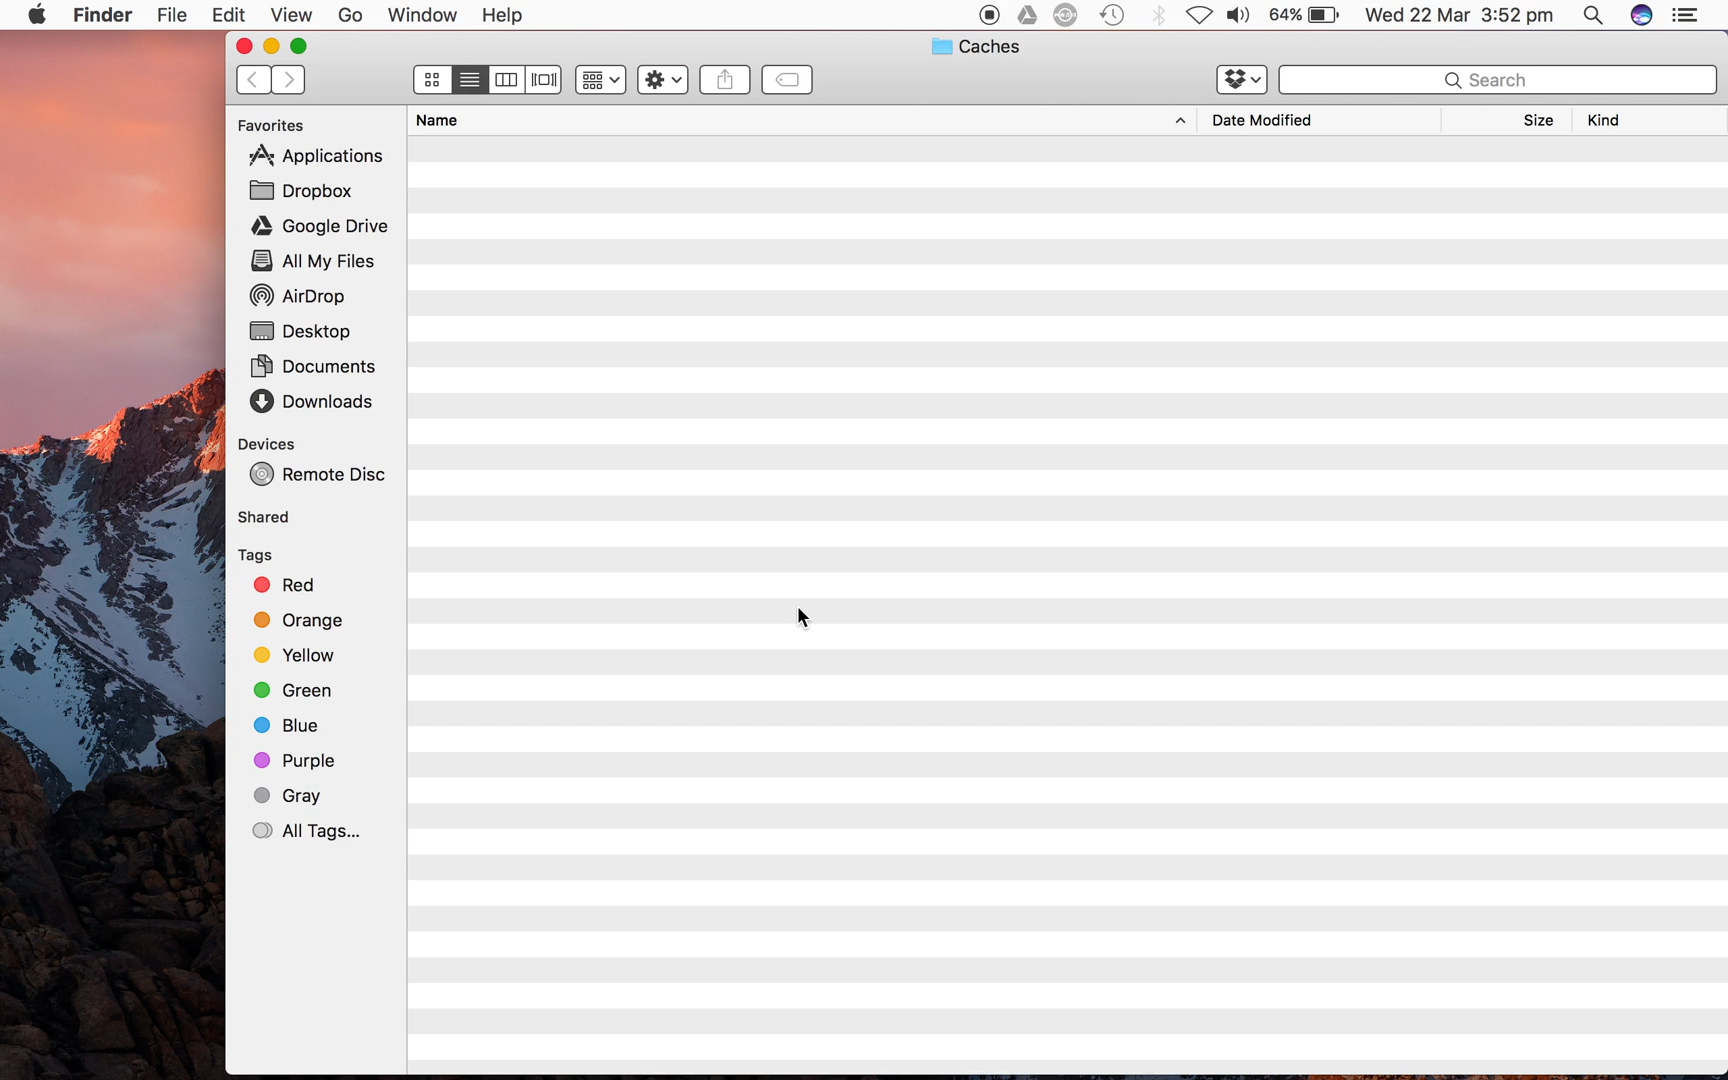 Finder File Edit View Go Window Help 64% Wed 22 Mar 3:52 pm
Caches
Search
Name Date Modified Size Kind
Favorites
Applications
Dropbox
Google Drive
All My Files
AirDrop
Desktop
Documents
Downloads
Devices
Remote Disc
Shared
Tags
Red
Orange
Yellow
Green
Blue
Purple
Gray
All Tags...